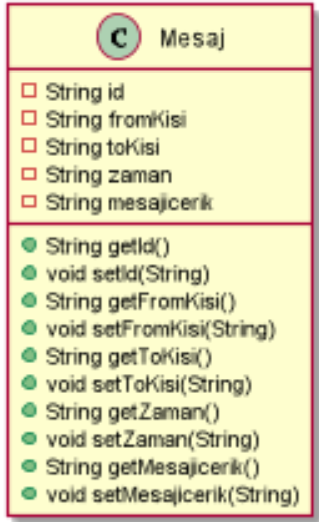 C Mesaj
String id
String fromKisi
String toKisi
String zaman
String mesajicerik
String getId()
void setId(String)
String getFromKisi()
void setFromKisi(String)
String getToKisi()
void setToKisi(String)
String getZaman()
void setZaman(String)
String getMesajicerik()
void setMesajicerik(String)